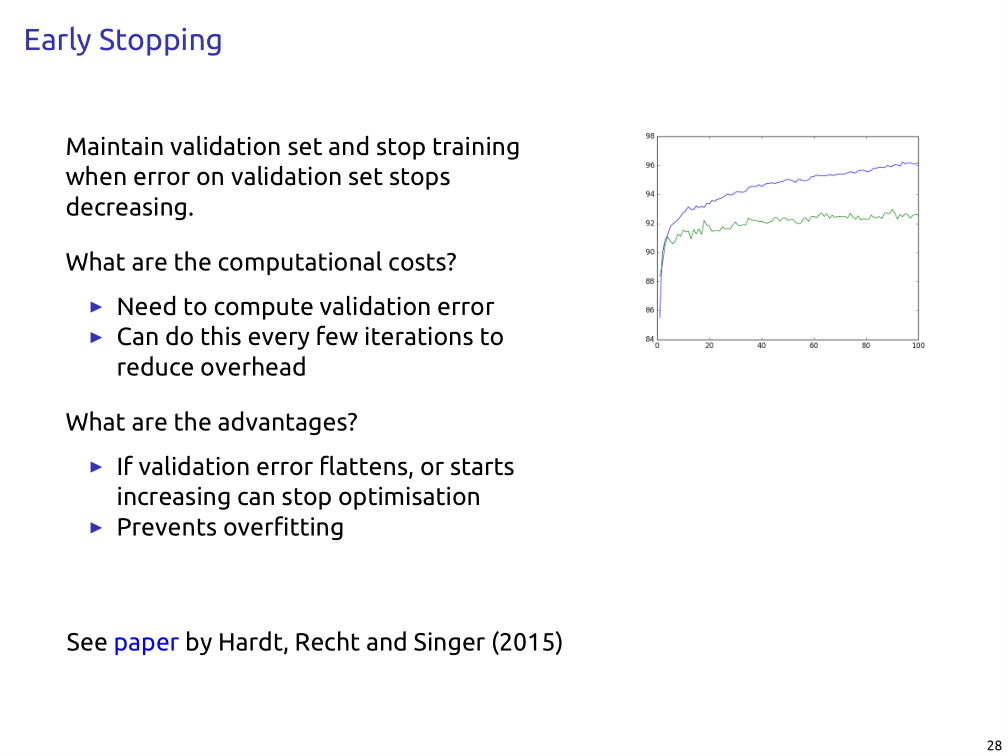 Early Stopping
Maintain validation set and stop training
when error on validation set stops
decreasing.
What are the computational costs?
▶ Need to compute validation error
▶ Can do this every few iterations to
reduce overhead
What are the advantages?
▶ If validation error flattens, or starts
increasing can stop optimisation
▶ Prevents overfitting
See paper by Hardt, Recht and Singer (2015)
98
96
94
92
90
88
86
84
0 20 40 60 80 100
28